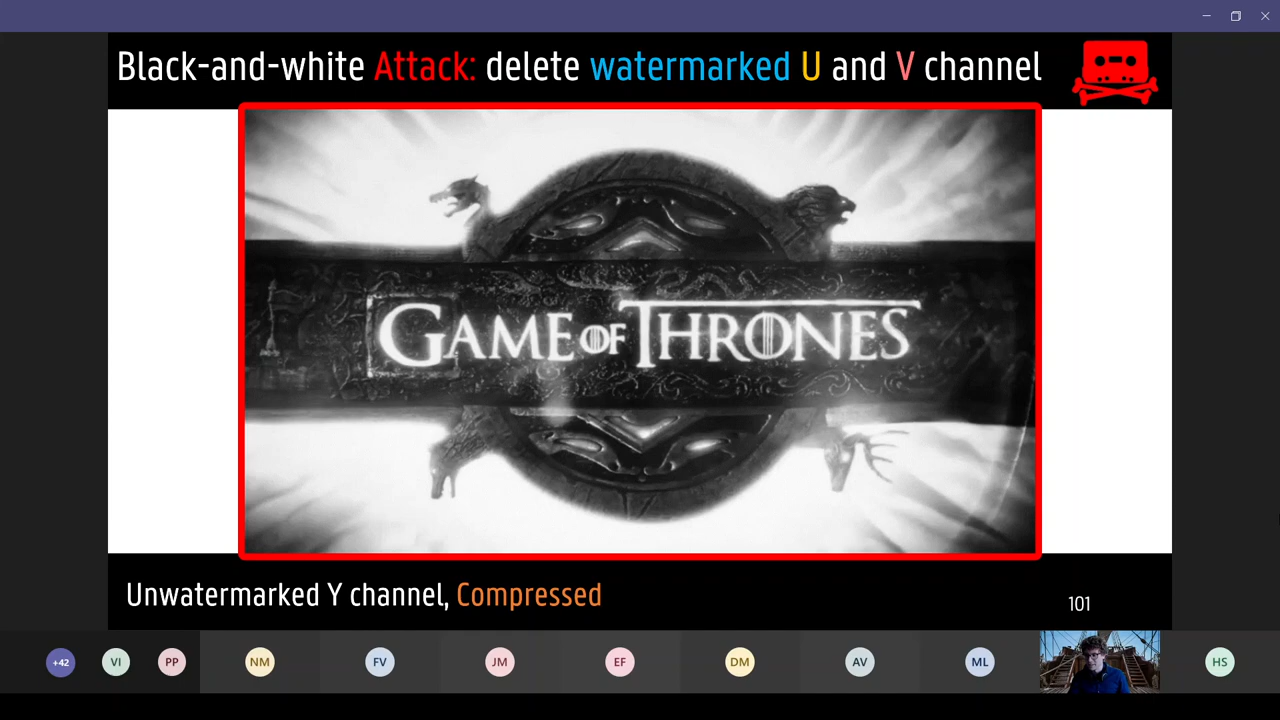 Black-and-white Attack: delete watermarked U and V channel
GAME OF THRONES
Unwatermarked Y channel, Compressed
101
+42
VI
PP
NM
FV
JM
EF
DM
AV
ML
HS